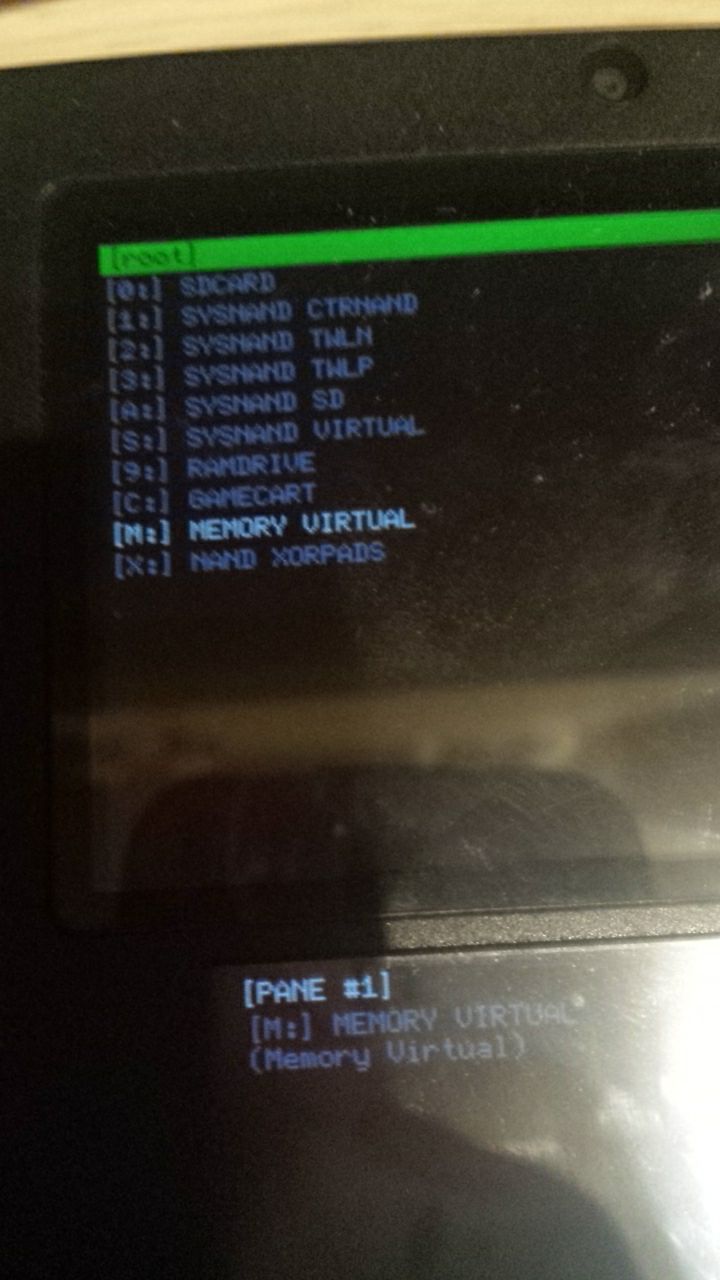 [root]
[0:] SDCARD
[1:] SYSNAND CTRNAND
[2:] SYSNAND TWLN
[3:] SYSNAND TWLP
[A:] SYSNAND SD
[S:] SYSNAND VIRTUAL
[9:] RAMDRIVE
[C:] GAMECART
[M:] MEMORY VIRTUAL
[X:] NAND XORPADS
[PANE #1]
[M:] MEMORY VIRTUAL
(Memory Virtual)